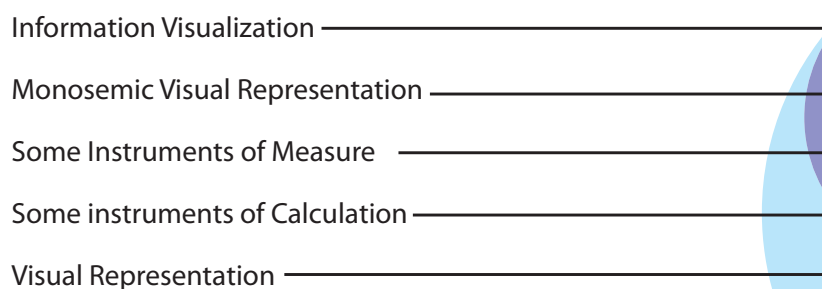 Information Visualization
Monosemic Visual Representation
Some Instruments of Measure
Some instruments of Calculation
Visual Representation